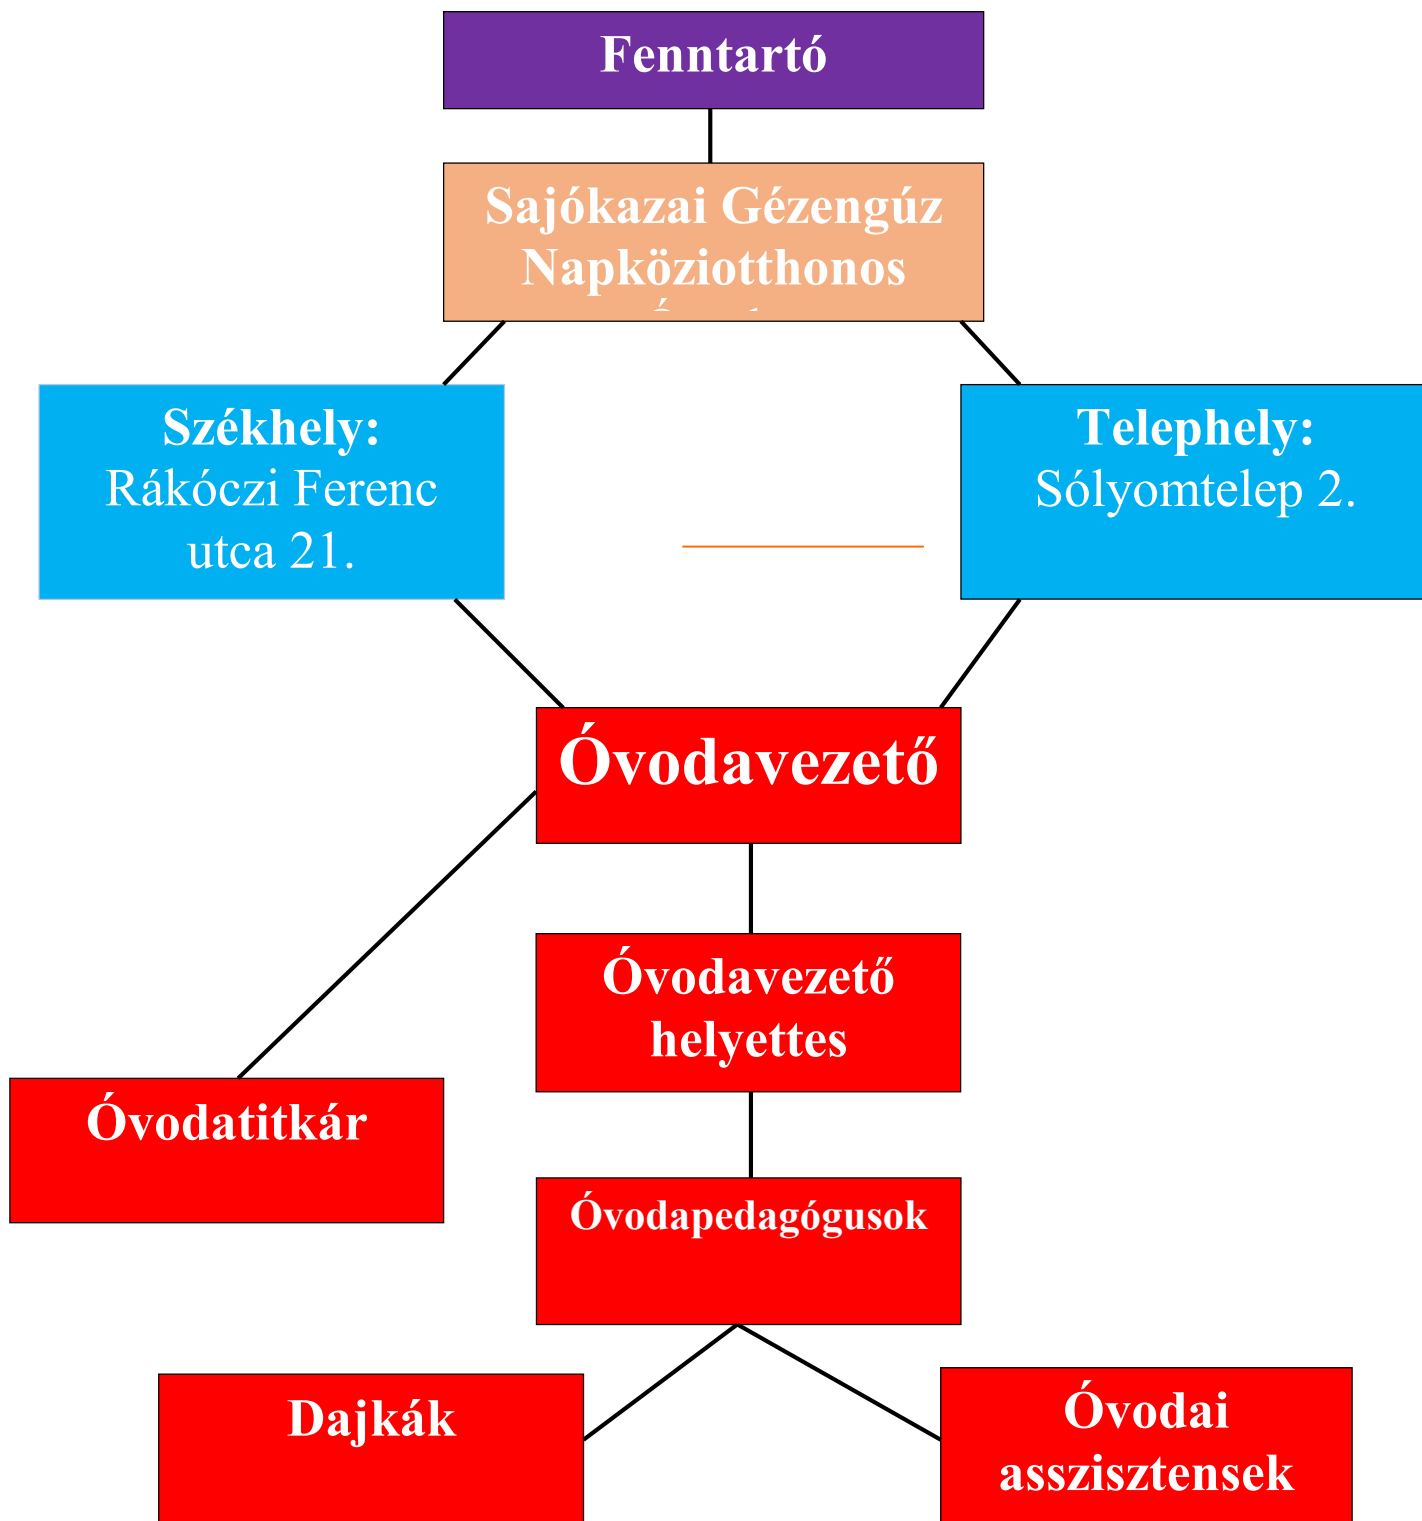 Fenntartó
Sajókazai Gézengúz
Napköziotthonos
Székhely:
Rákóczi Ferenc
utca 21.
Telephely:
Sólyomtelep 2.
Óvodavezető
Óvodavezető
helyettes
Óvodatitkár
Óvodapedagógusok
Dajkák
Óvodai
asszisztensek